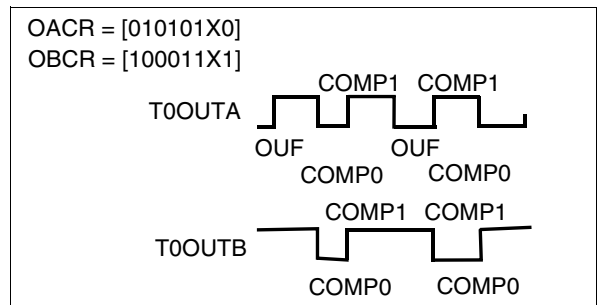 OACR = [010101X0]
OBCR = [100011X1]
COMP1 COMP1
T0OUTA
OUF OUF
COMP0 COMP0
COMP1 COMP1
T0OUTB
COMP0 COMP0